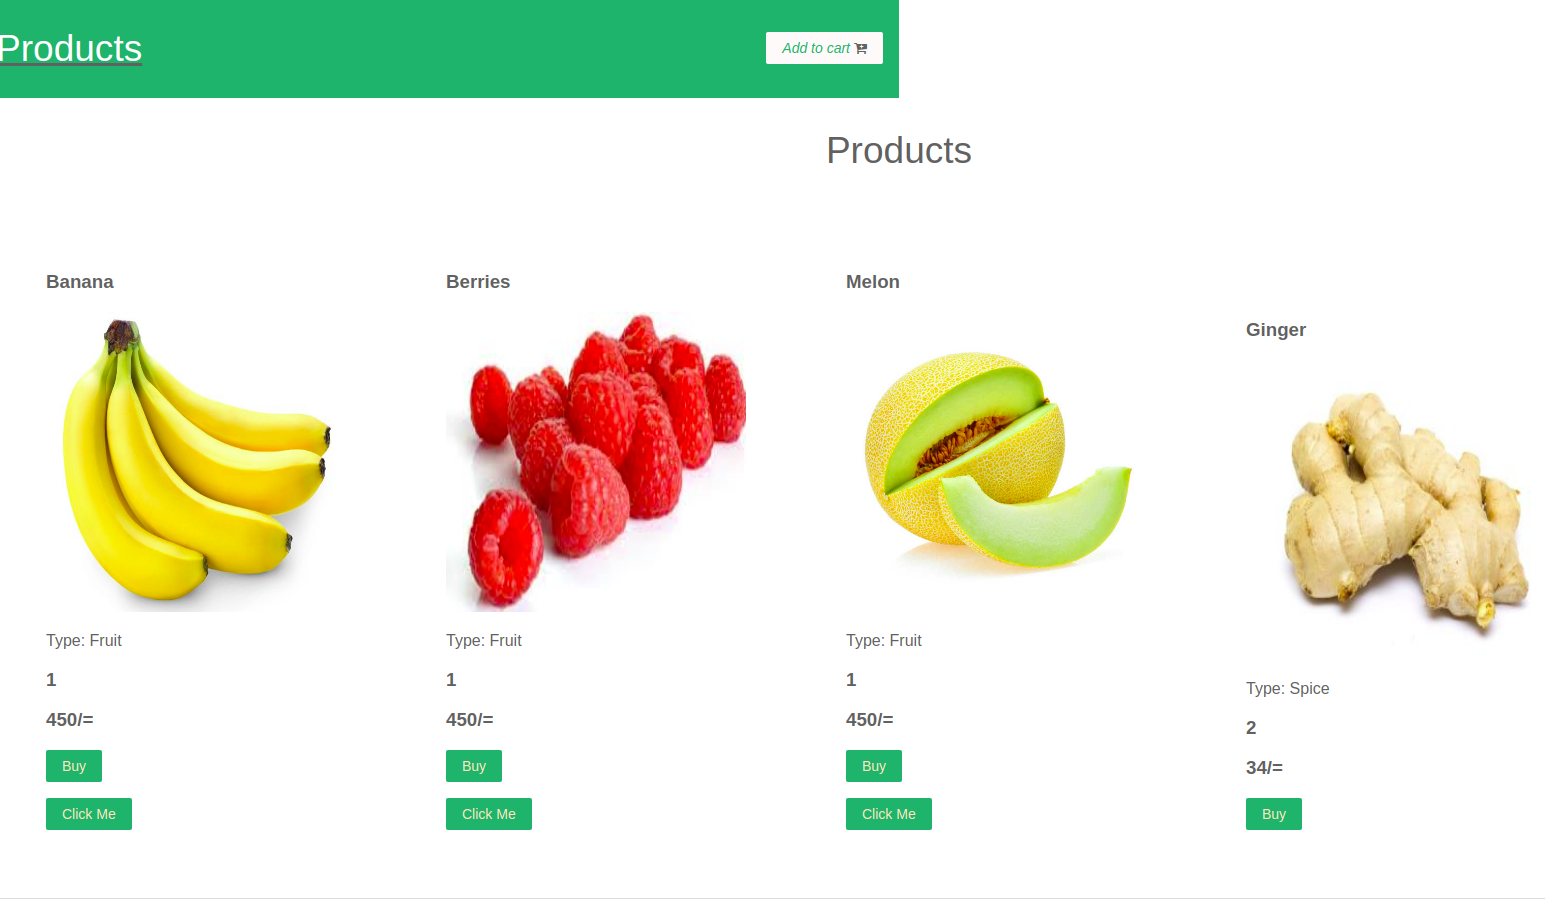 Products
Add to cart
Products
Banana
Type: Fruit
1
450/=
Buy
Click Me
Berries
Type: Fruit
1
450/=
Buy
Click Me
Melon
Type: Fruit
1
450/=
Buy
Click Me
Ginger
Type: Spice
2
34/=
Buy